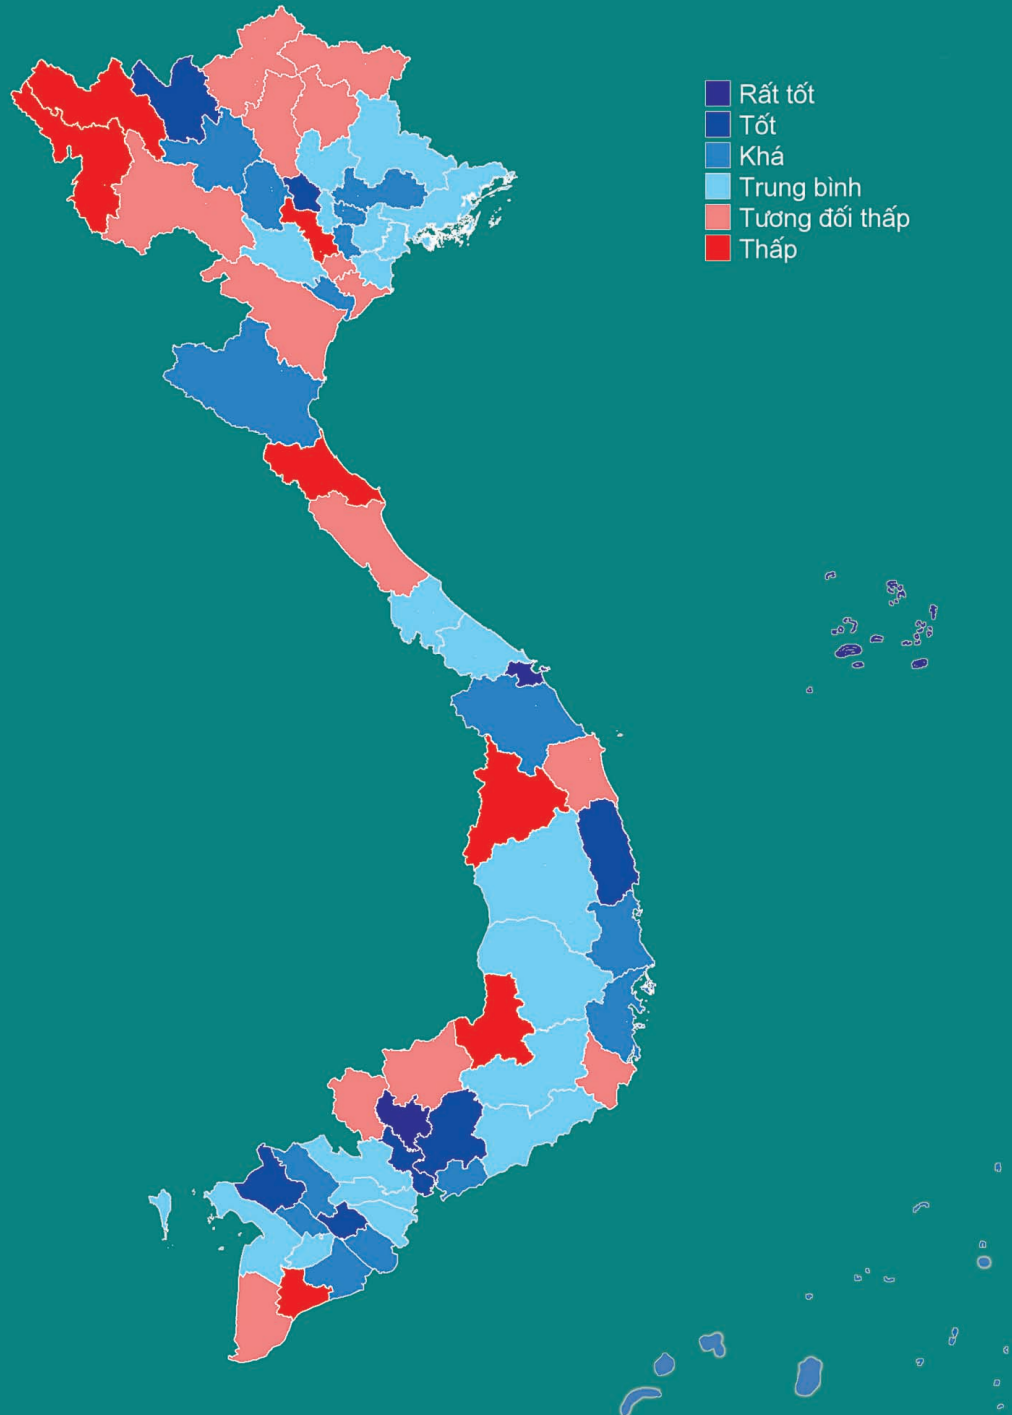 Rất tốt
Tốt
Khá
Trung bình
Tương đối thấp
Thấp